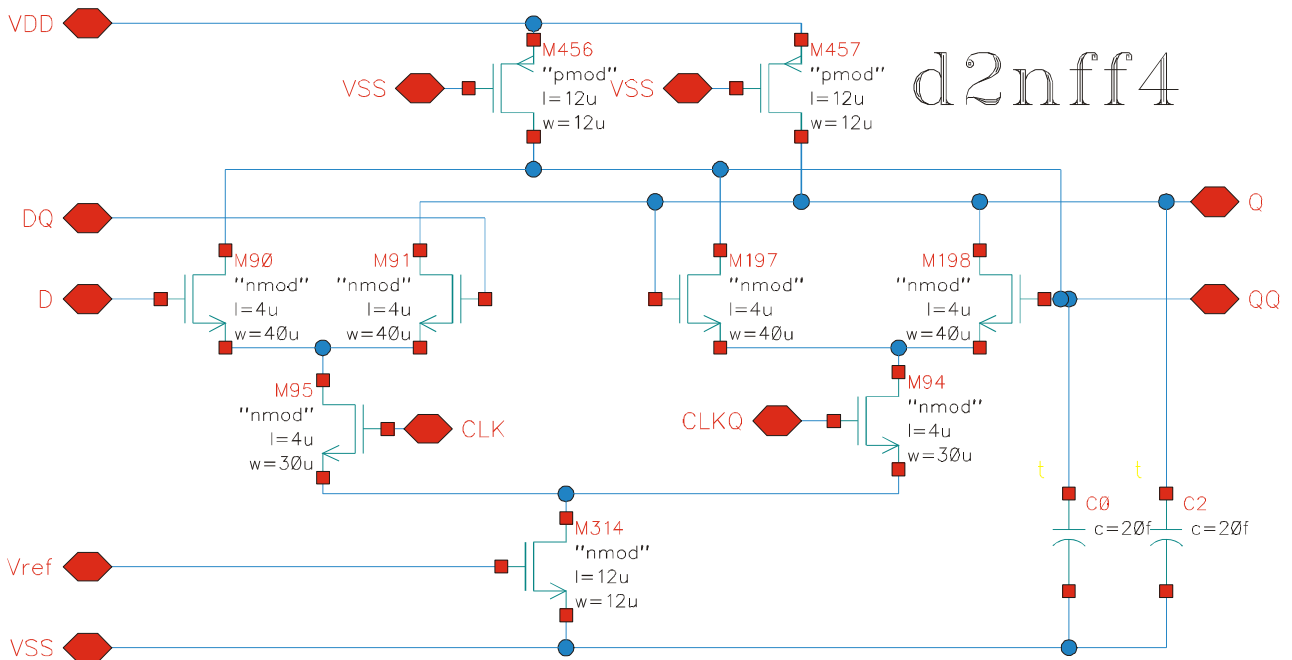 VDD
M456
"pmod"
l=12u
w=12u
VSS
M457
"pmod"
l=12u
w=12u
VSS
d2nff4
DQ
Q
D
M90
"nmod"
l=4u
w=40u
M91
"nmod"
l=4u
w=40u
M197
"nmod"
l=4u
w=40u
M198
"nmod"
l=4u
w=40u
QQ
M95
"nmod"
l=4u
w=30u
CLK
CLKQ
M94
"nmod"
l=4u
w=30u
t
t
C0
c=20f
C2
c=20f
Vref
M314
"nmod"
l=12u
w=12u
VSS